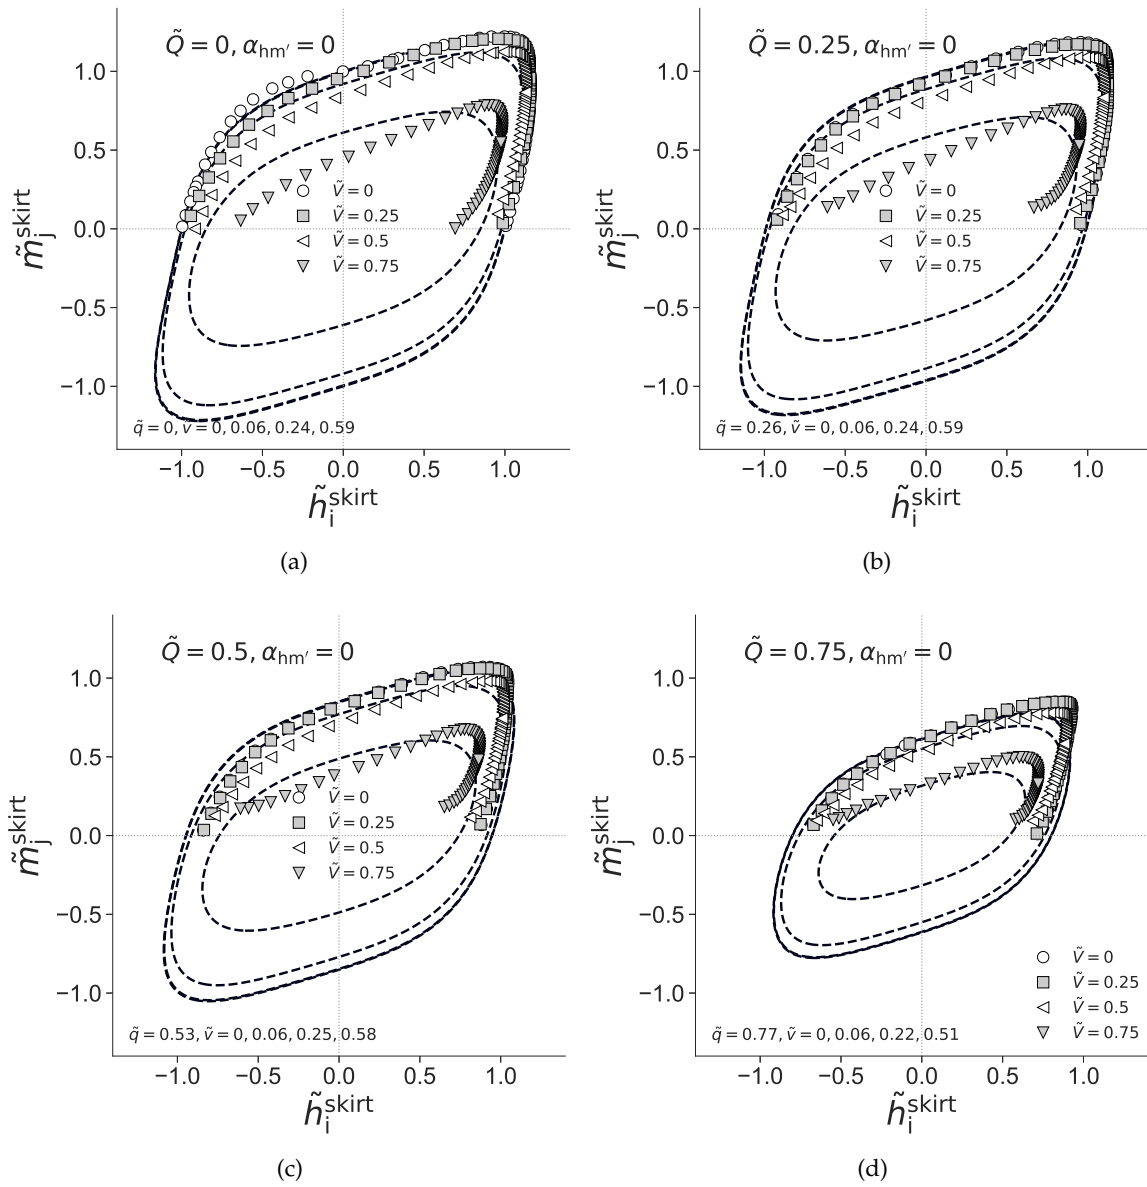 Q̃ = 0, α_hm′ = 0
1.0
0.5
0.0
−0.5
−1.0
m̃_j^skirt
Ṽ = 0
Ṽ = 0.25
Ṽ = 0.5
Ṽ = 0.75
q̃ = 0, ṽ = 0, 0.06, 0.24, 0.59
−1.0 −0.5 0.0 0.5 1.0
h̃_i^skirt
(a)
Q̃ = 0.25, α_hm′ = 0
1.0
0.5
0.0
−0.5
−1.0
m̃_j^skirt
Ṽ = 0
Ṽ = 0.25
Ṽ = 0.5
Ṽ = 0.75
q̃ = 0.26, ṽ = 0, 0.06, 0.24, 0.59
−1.0 −0.5 0.0 0.5 1.0
h̃_i^skirt
(b)
Q̃ = 0.5, α_hm′ = 0
1.0
0.5
0.0
−0.5
−1.0
m̃_j^skirt
Ṽ = 0
Ṽ = 0.25
Ṽ = 0.5
Ṽ = 0.75
q̃ = 0.53, ṽ = 0, 0.06, 0.25, 0.58
−1.0 −0.5 0.0 0.5 1.0
h̃_i^skirt
(c)
Q̃ = 0.75, α_hm′ = 0
1.0
0.5
0.0
−0.5
−1.0
m̃_j^skirt
Ṽ = 0
Ṽ = 0.25
Ṽ = 0.5
Ṽ = 0.75
q̃ = 0.77, ṽ = 0, 0.06, 0.22, 0.51
−1.0 −0.5 0.0 0.5 1.0
h̃_i^skirt
(d)